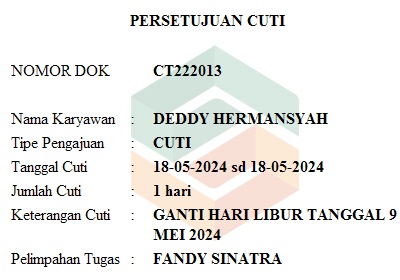 PERSETUJUAN CUTI
NOMOR DOK CT222013
Nama Karyawan : DEDDY HERMANSYAH
Tipe Pengajuan : CUTI
Tanggal Cuti : 18-05-2024 sd 18-05-2024
Jumlah Cuti : 1 hari
Keterangan Cuti : GANTI HARI LIBUR TANGGAL 9
MEI 2024
Pelimpahan Tugas : FANDY SINATRA